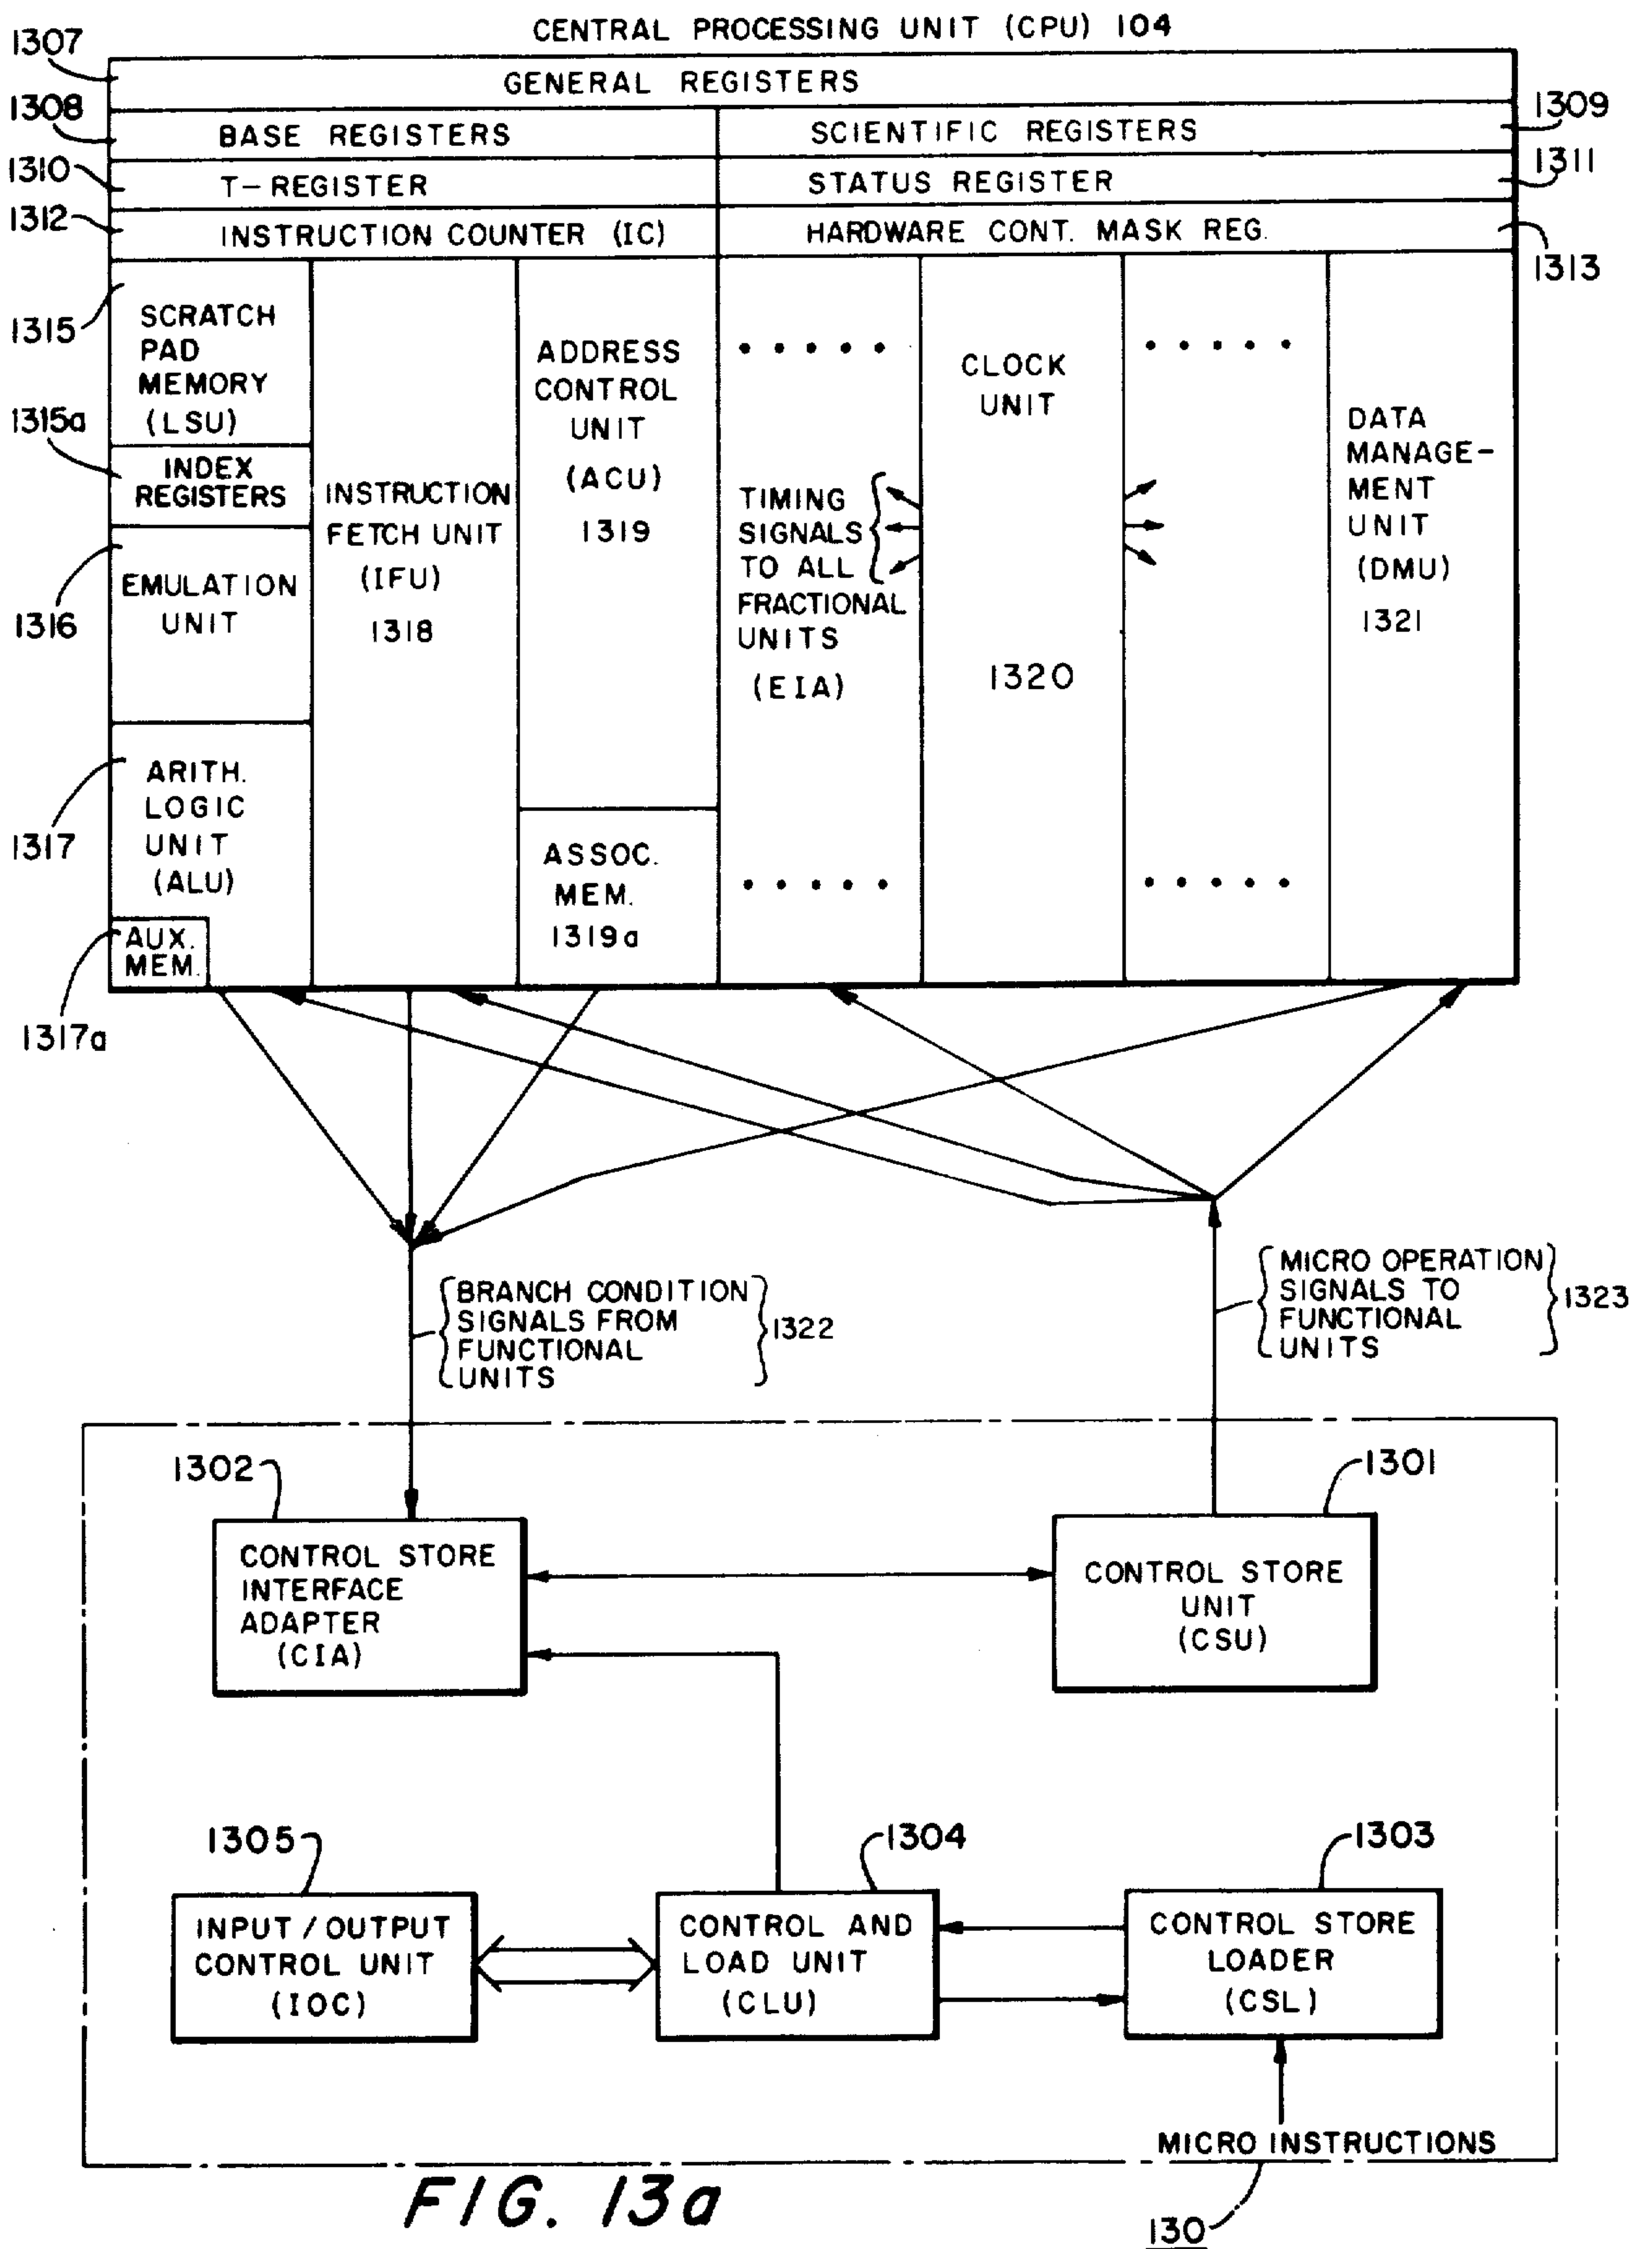 CENTRAL PROCESSING UNIT (CPU) 104
1307
GENERAL REGISTERS
1308
BASE REGISTERS
SCIENTIFIC REGISTERS
1309
1310
T-REGISTER
STATUS REGISTER
1311
1312
INSTRUCTION COUNTER (IC)
HARDWARE CONT. MASK REG.
1313
1315
SCRATCH
PAD
MEMORY
(LSU)
1315a
INDEX
REGISTERS
1316
EMULATION
UNIT
1317
ARITH.
LOGIC
UNIT
(ALU)
AUX.
MEM.
1317a
INSTRUCTION
FETCH UNIT
(IFU)
1318
ADDRESS
CONTROL
UNIT
(ACU)
1319
ASSOC.
MEM.
1319a
• • • • •
TIMING
SIGNALS
TO ALL
FRACTIONAL
UNITS
(EIA)
• • • • •
CLOCK
UNIT
1320
• • • • •
• • • • •
DATA
MANAGE-
MENT
UNIT
(DMU)
1321
BRANCH CONDITION
SIGNALS FROM
FUNCTIONAL
UNITS
1322
MICRO OPERATION
SIGNALS TO
FUNCTIONAL
UNITS
1323
1302
CONTROL STORE
INTERFACE
ADAPTER
(CIA)
1301
CONTROL STORE
UNIT
(CSU)
1305
INPUT / OUTPUT
CONTROL UNIT
(IOC)
1304
CONTROL AND
LOAD UNIT
(CLU)
1303
CONTROL STORE
LOADER
(CSL)
MICRO INSTRUCTIONS
FIG. 13a
130